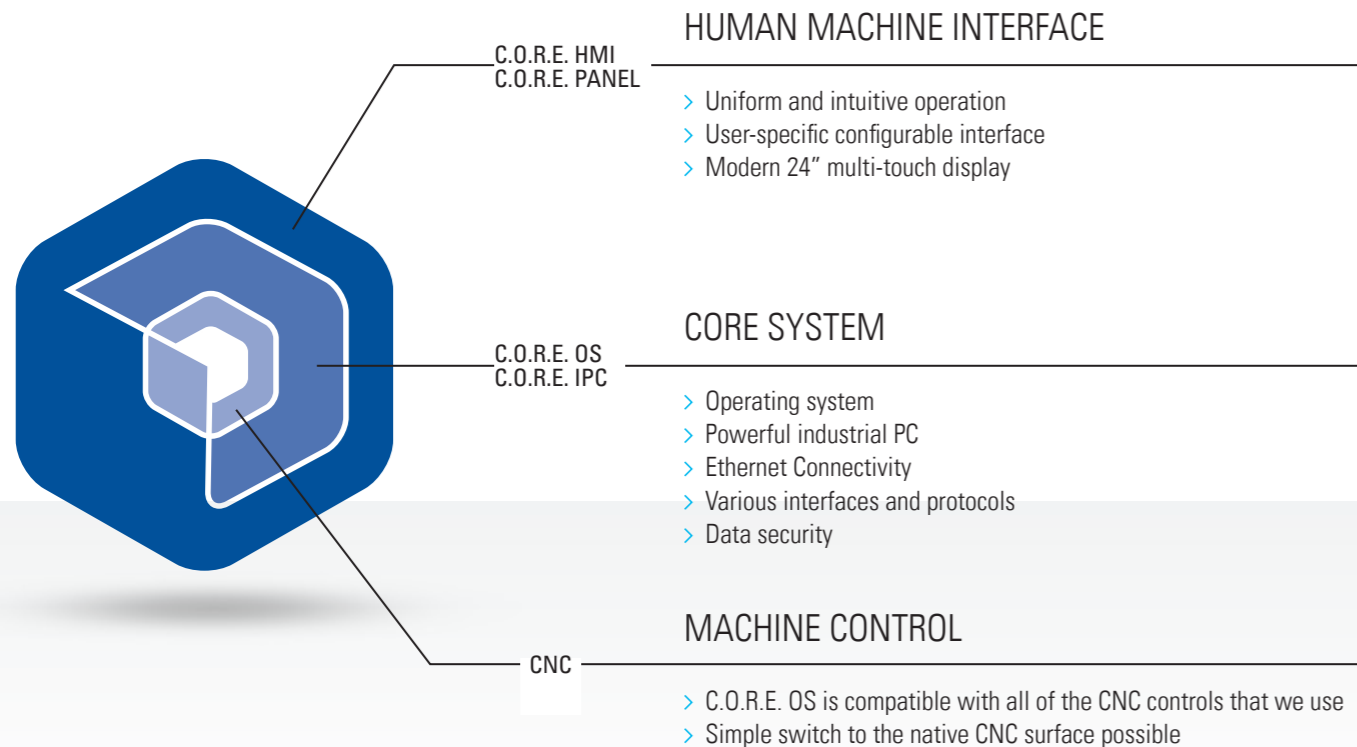 HUMAN MACHINE INTERFACE
C.O.R.E. HMI
C.O.R.E. PANEL
> Uniform and intuitive operation
> User-specific configurable interface
> Modern 24” multi-touch display
CORE SYSTEM
C.O.R.E. OS
C.O.R.E. IPC
> Operating system
> Powerful industrial PC
> Ethernet Connectivity
> Various interfaces and protocols
> Data security
MACHINE CONTROL
CNC
> C.O.R.E. OS is compatible with all of the CNC controls that we use
> Simple switch to the native CNC surface possible